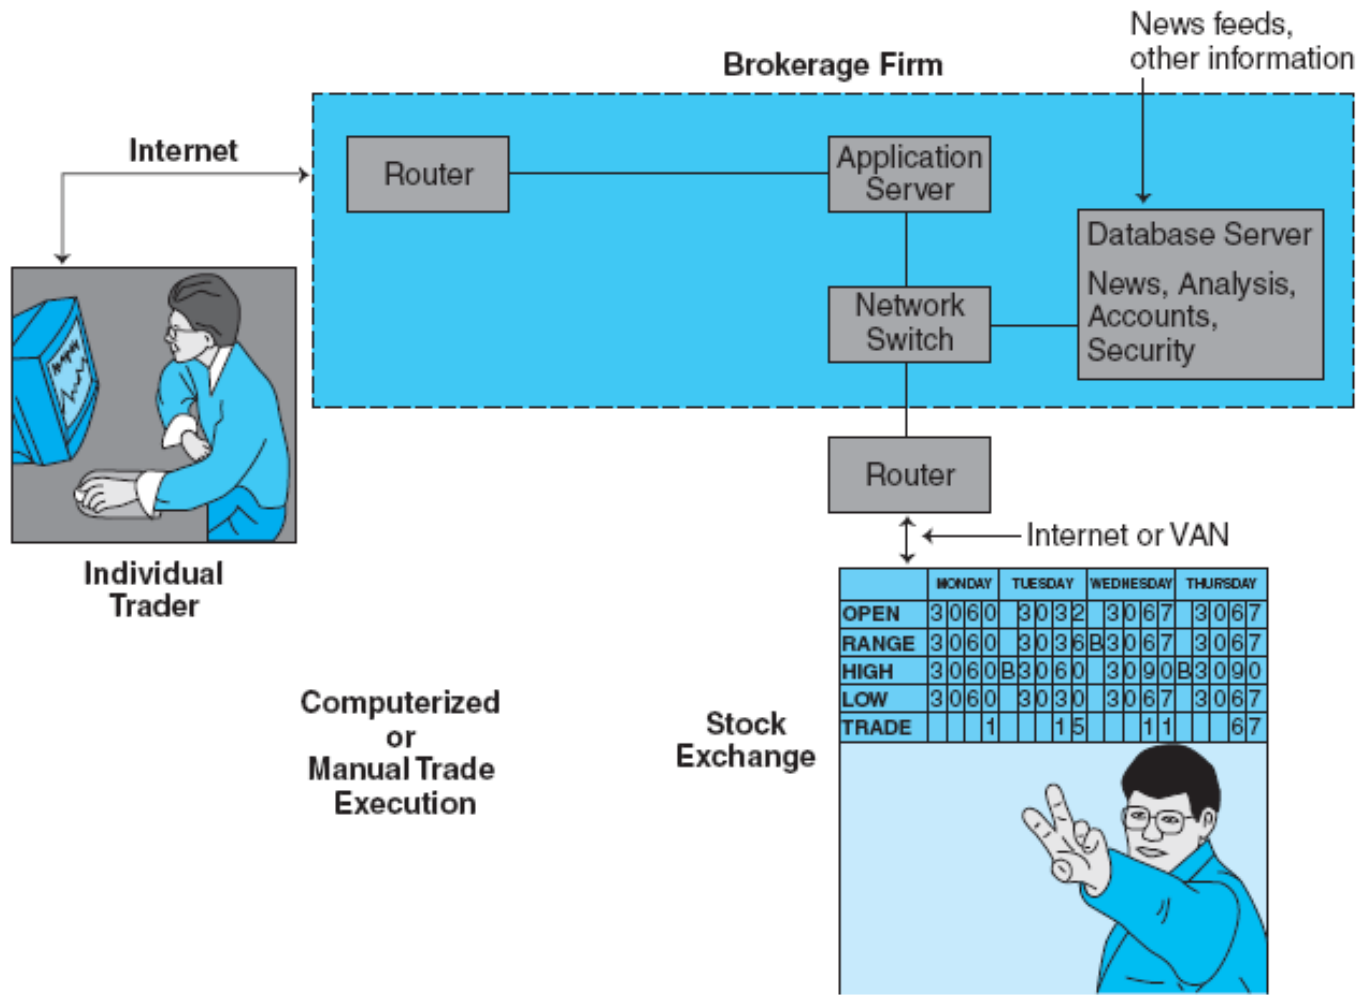 News feeds,
other information
Brokerage Firm
Internet
Router
Application
Server
Database Server
News, Analysis,
Accounts,
Security
Network
Switch
Router
Internet or VAN
Individual
Trader
Computerized
or
Manual Trade
Execution
Stock
Exchange
MONDAY TUESDAY WEDNESDAY THURSDAY
OPEN 3060 3032 3067 3067
RANGE 3060 3036 B3067 3067
HIGH 3060 B3060 3090 B3090
LOW 3060 3030 3067 3067
TRADE 1 15 11 67